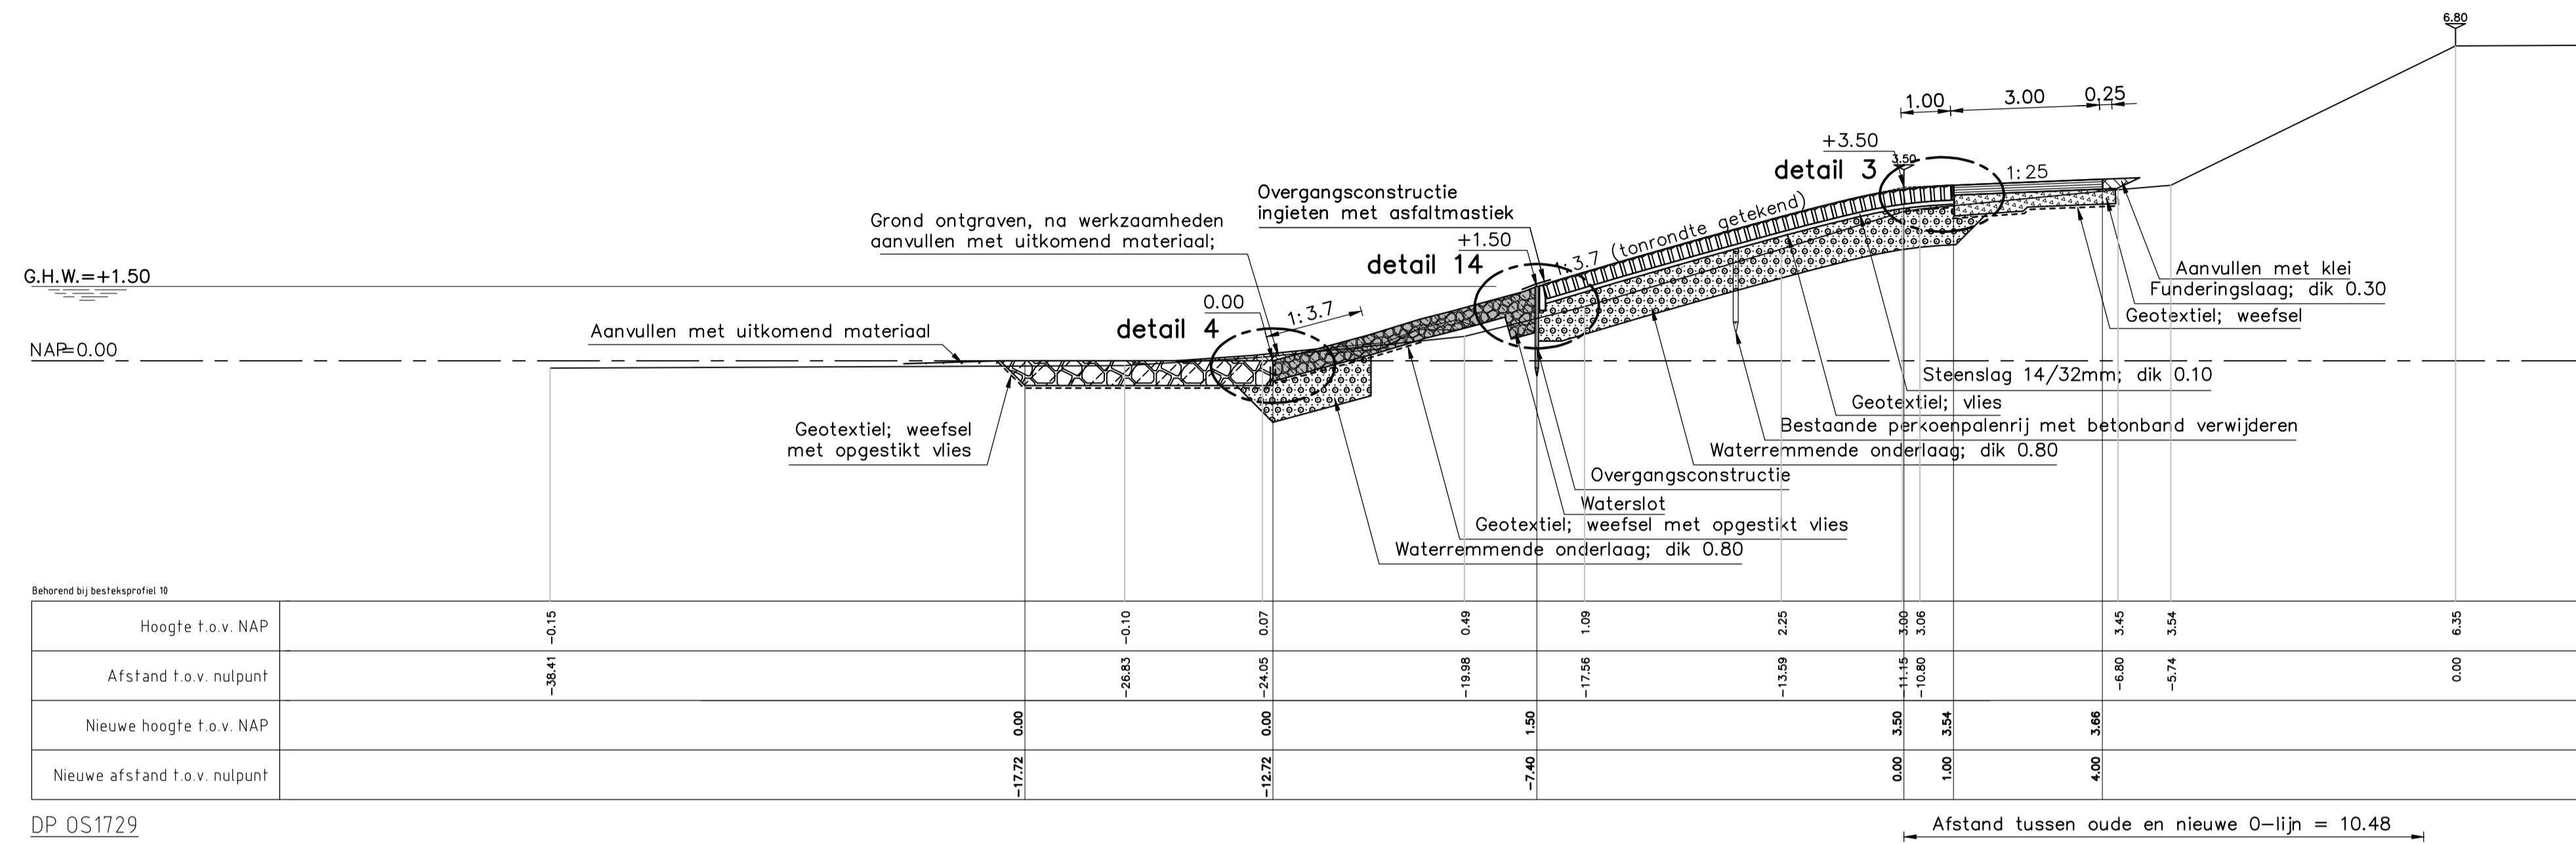 6.80
1.00
3.00
0.25
+3.50
3.50
detail 3
1:25
Overgangsconstructie
ingieten met asfaltmastiek
1:3.7 (tonrondte getekend)
Grond ontgraven, na werkzaamheden
aanvullen met uitkomend materiaal;
+1.50
detail 14
G.H.W.=+1.50
Aanvullen met klei
Funderingslaag; dik 0.30
0.00
1:3.7
Geotextiel; weefsel
detail 4
Aanvullen met uitkomend materiaal
NAP=0.00
Steenslag 14/32mm; dik 0.10
Geotextiel; vlies
Bestaande perkoenpalenrij met betonband verwijderen
Geotextiel; weefsel
met opgestikt vlies
Waterremmende onderlaag; dik 0.80
Overgangsconstructie
Waterslot
Geotextiel; weefsel met opgestikt vlies
Waterremmende onderlaag; dik 0.80
Behorend bij besteksprofiel 10
Hoogte t.o.v. NAP -0.15 -0.10 0.07 0.49 1.09 2.25 3.00 3.06 3.45 3.54 6.35
Afstand t.o.v. nulpunt -38.41 -26.83 -24.05 -19.98 -17.56 -13.59 -11.15 -10.80 -6.80 -5.74 0.00
Nieuwe hoogte t.o.v. NAP 0.00 0.00 1.50 3.50 3.54 3.66
Nieuwe afstand t.o.v. nulpunt -17.72 -12.72 -7.40 0.00 1.00 4.00
DP OS1729
Afstand tussen oude en nieuwe 0-lijn = 10.48